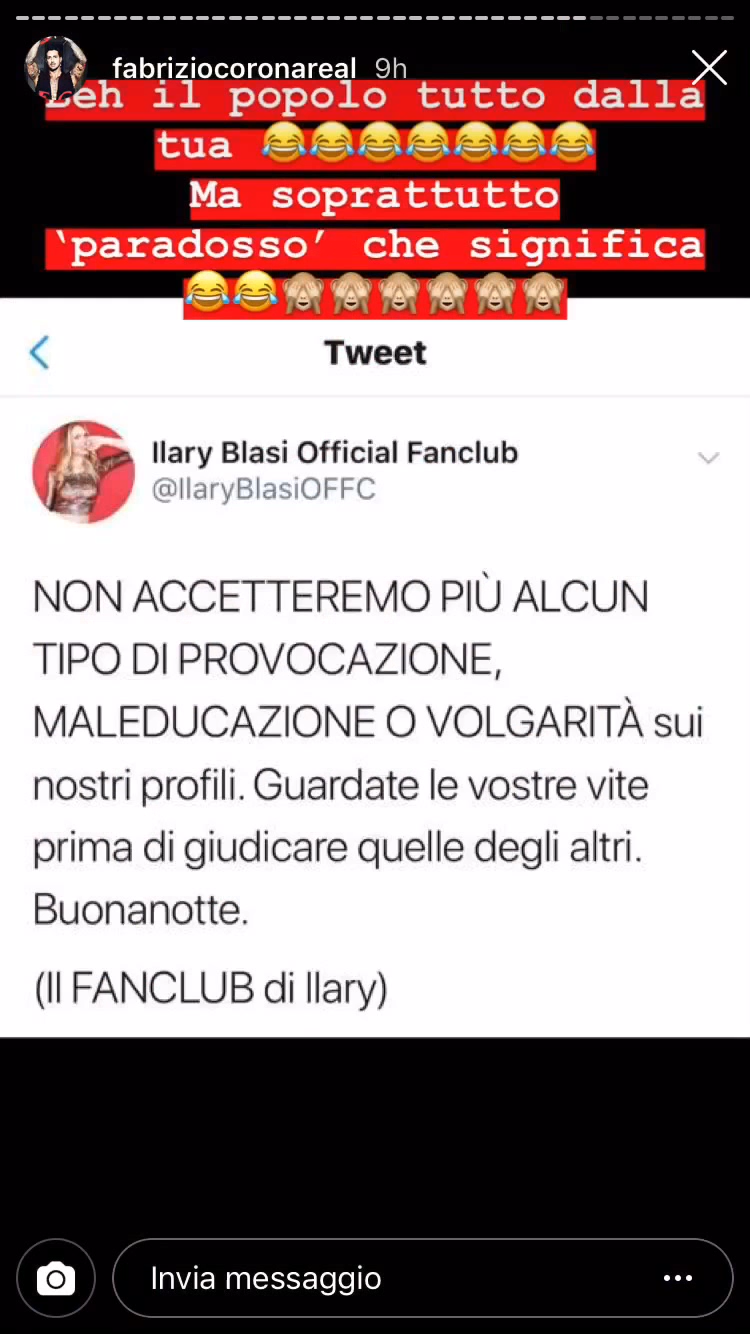 fabriziocoronareal 9h
Beh il popolo tutto dalla
tua 😂😂😂😂😂😂😂
Ma soprattutto
‘paradosso’ che significa
😂😂🙈🙈🙈🙈🙈🙈
Tweet
Ilary Blasi Official Fanclub
@IlaryBlasiOFFC
NON ACCETTEREMO PIÙ ALCUN
TIPO DI PROVOCAZIONE,
MALEDUCAZIONE O VOLGARITÀ sui
nostri profili. Guardate le vostre vite
prima di giudicare quelle degli altri.
Buonanotte.
(Il FANCLUB di Ilary)
Invia messaggio